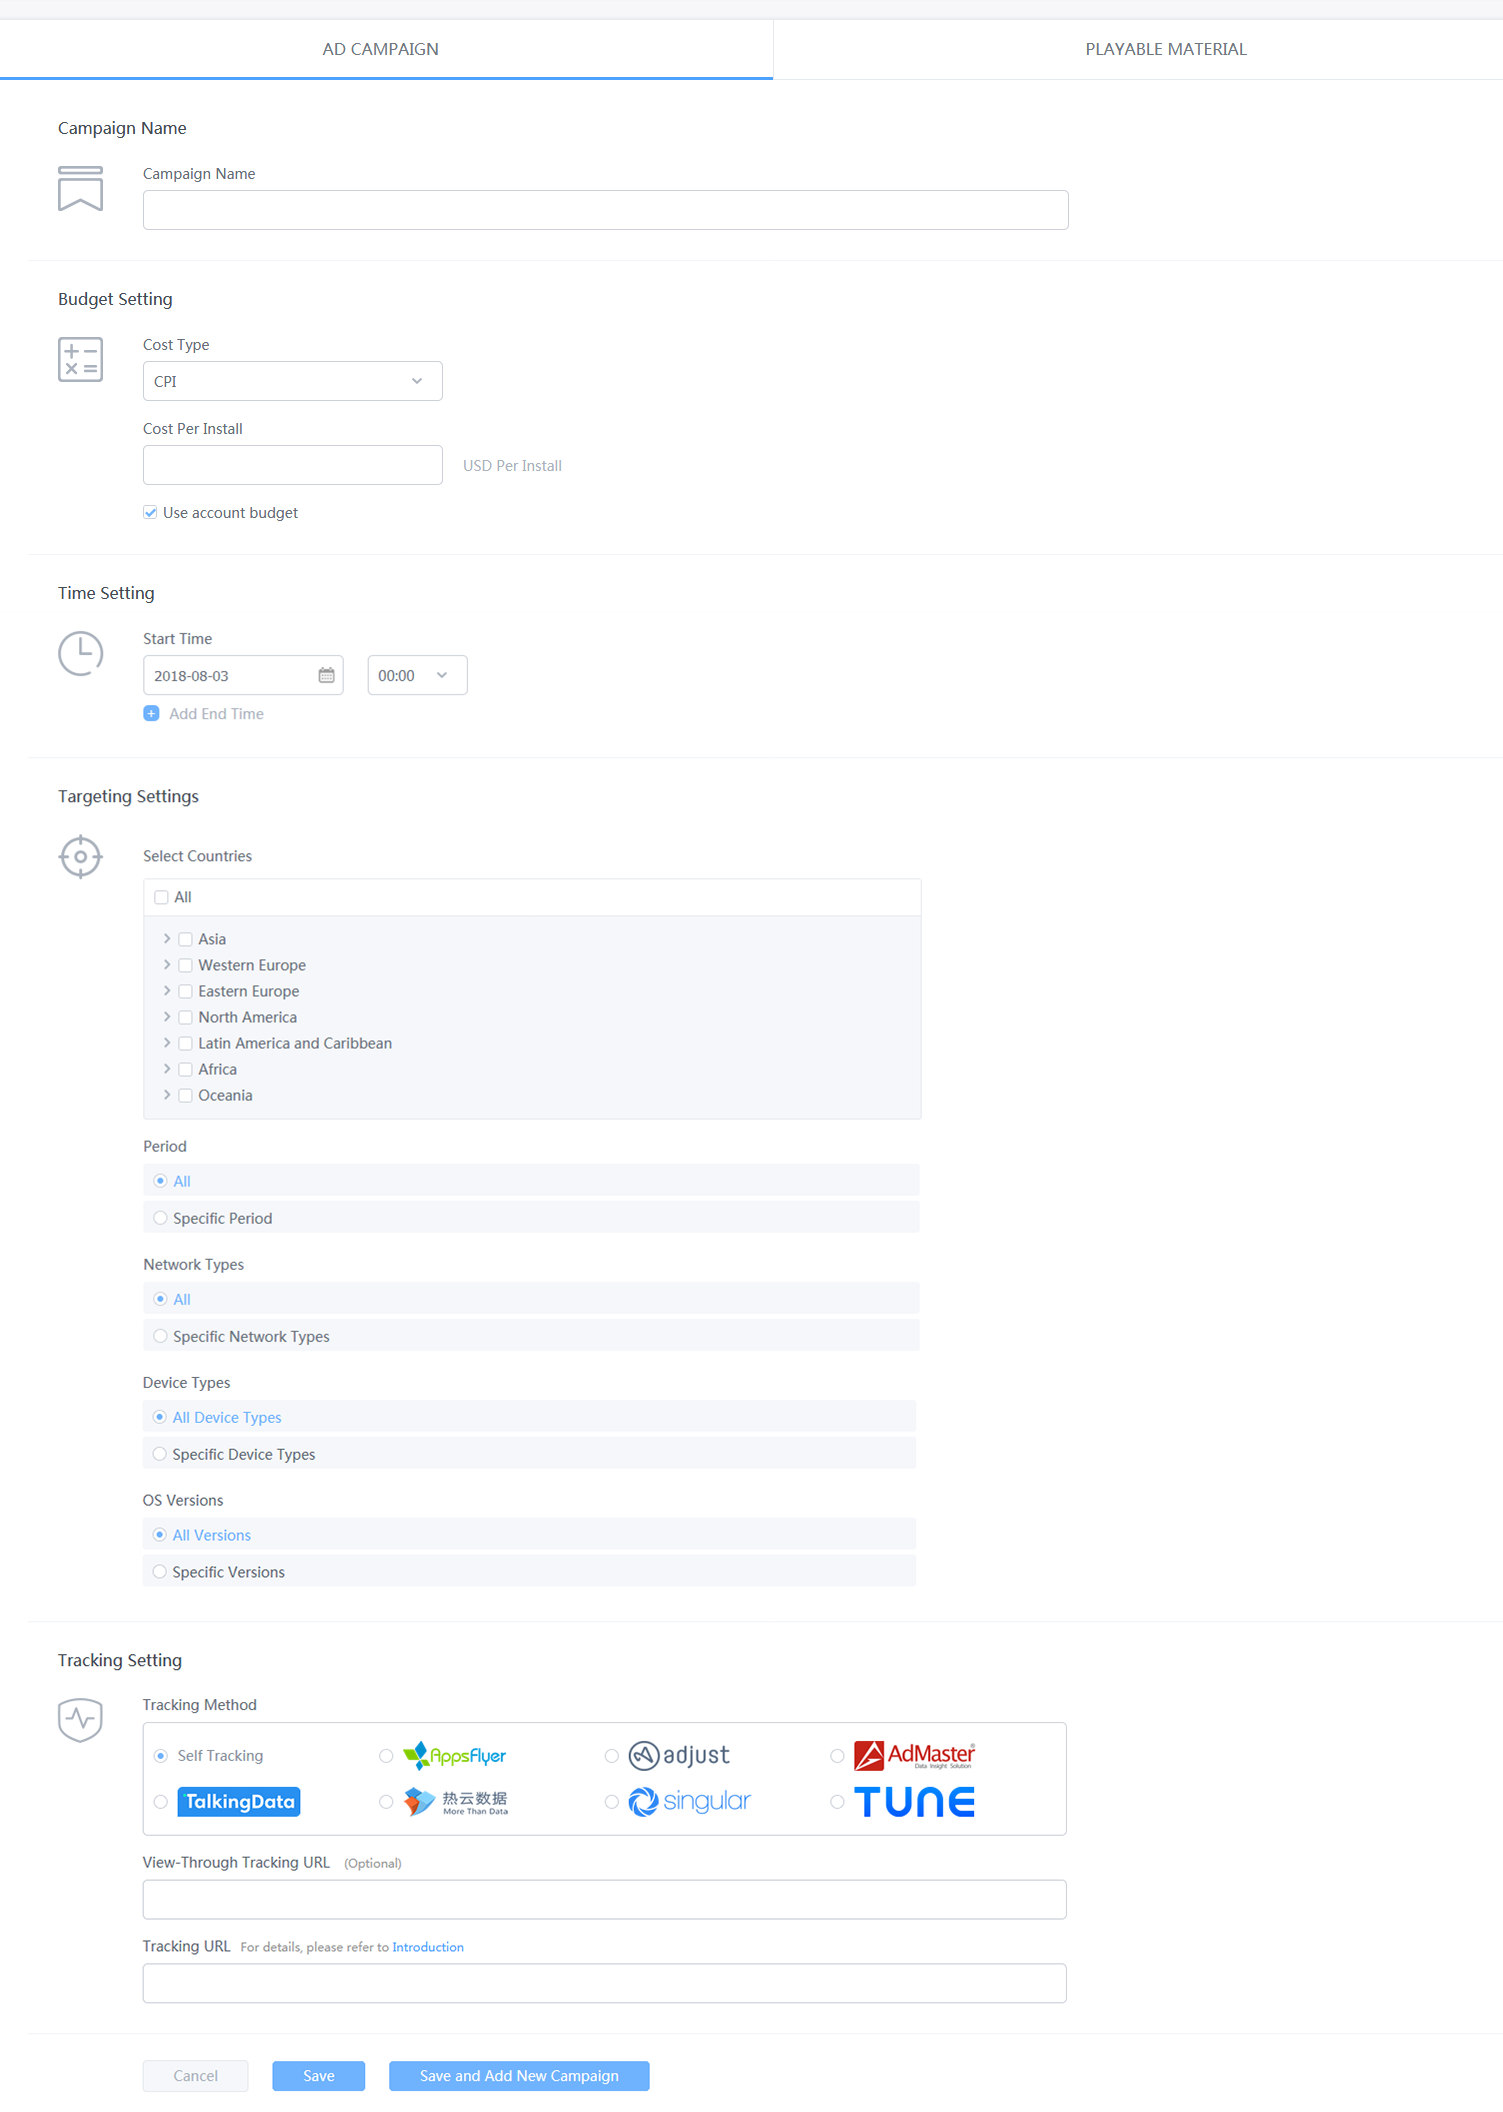 AD CAMPAIGN
PLAYABLE MATERIAL
Campaign Name
Campaign Name
Budget Setting
Cost Type
CPI
Cost Per Install
USD Per Install
Use account budget
Time Setting
Start Time
2018-08-03
00:00
Add End Time
Targeting Settings
Select Countries
All
Asia
Western Europe
Eastern Europe
North America
Latin America and Caribbean
Africa
Oceania
Period
All
Specific Period
Network Types
All
Specific Network Types
Device Types
All Device Types
Specific Device Types
OS Versions
All Versions
Specific Versions
Tracking Setting
Tracking Method
Self Tracking
AppsFlyer
adjust
AdMaster
Data Insight Solution
TalkingData
热云数据
More Than Data
singular
TUNE
View-Through Tracking URL (Optional)
Tracking URL For details, please refer to Introduction
Cancel
Save
Save and Add New Campaign